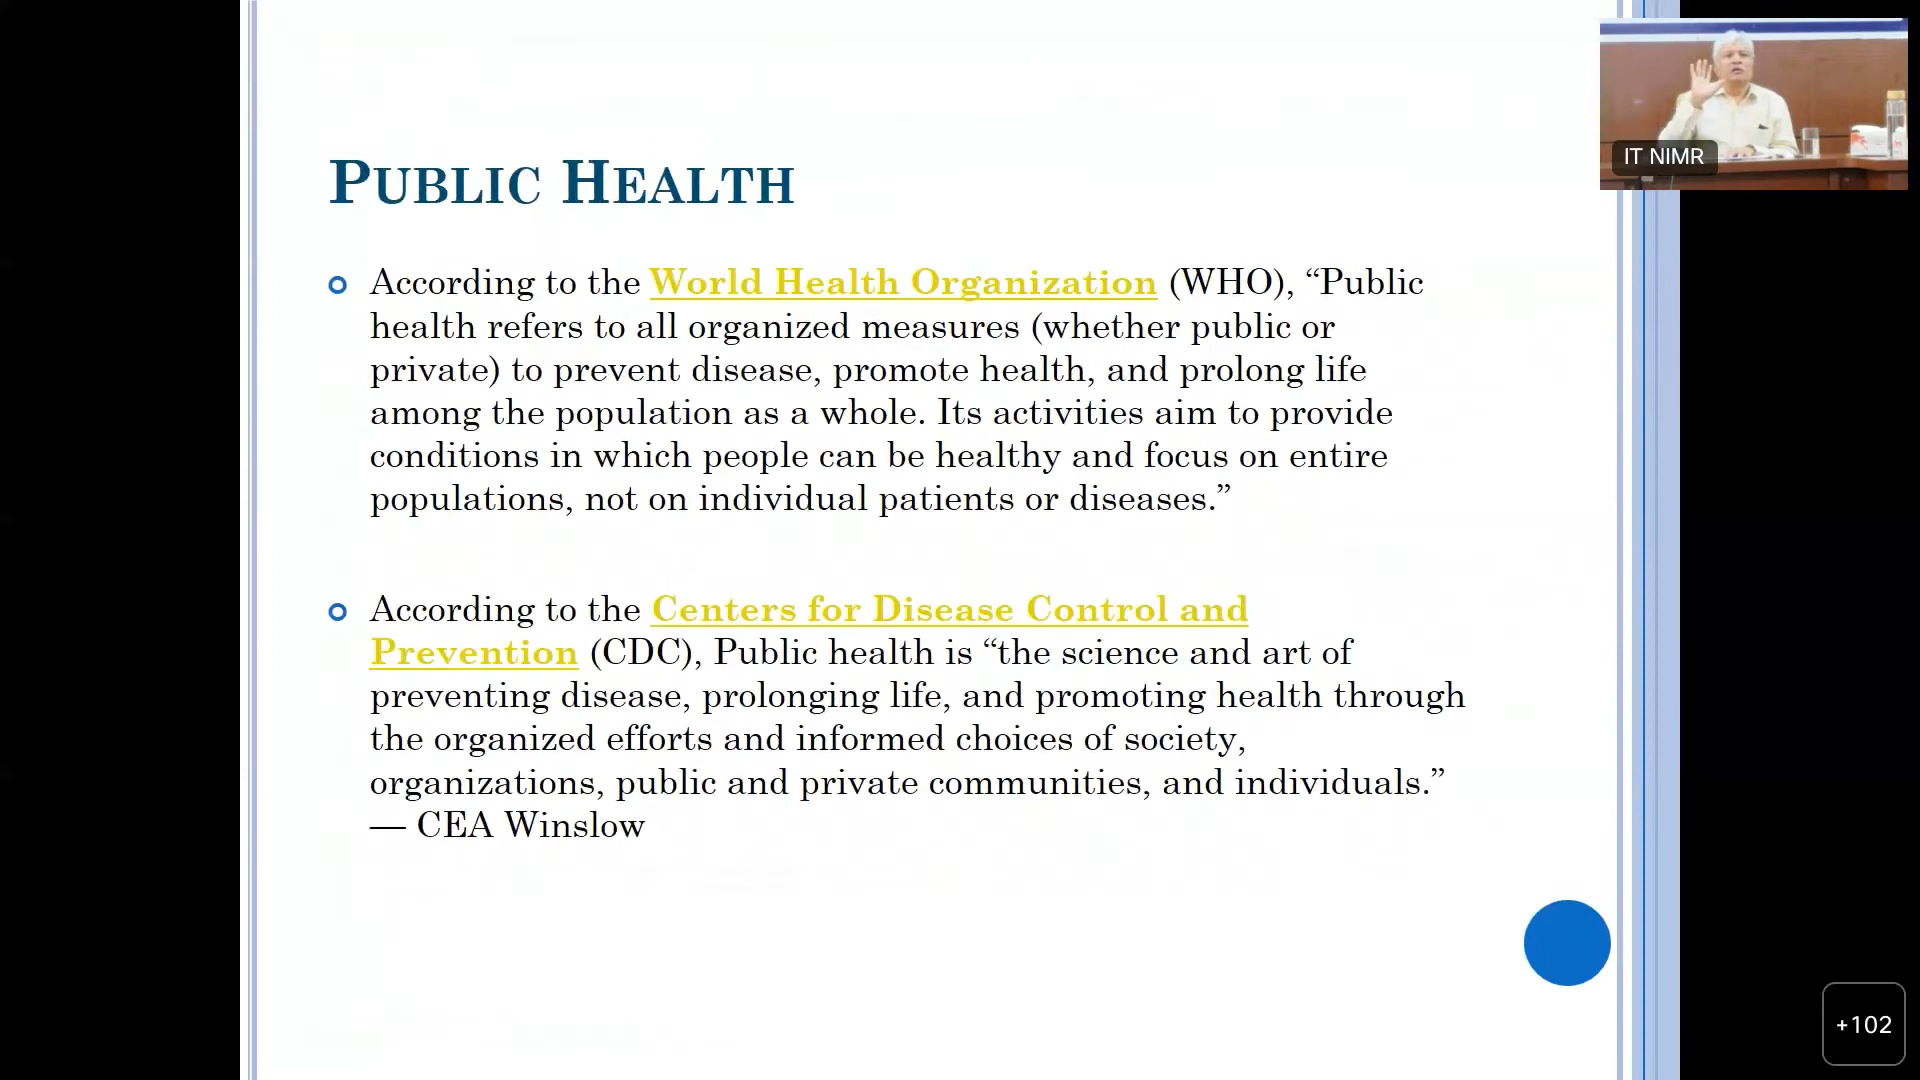 PUBLIC HEALTH
According to the World Health Organization (WHO), “Public
health refers to all organized measures (whether public or
private) to prevent disease, promote health, and prolong life
among the population as a whole. Its activities aim to provide
conditions in which people can be healthy and focus on entire
populations, not on individual patients or diseases.”
According to the Centers for Disease Control and
Prevention (CDC), Public health is “the science and art of
preventing disease, prolonging life, and promoting health through
the organized efforts and informed choices of society,
organizations, public and private communities, and individuals.”
— CEA Winslow
IT NIMR
+102